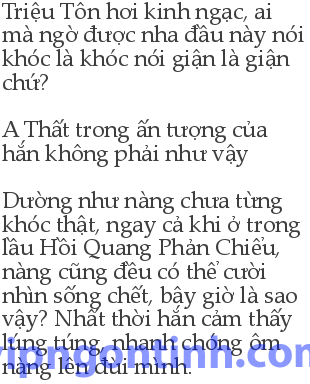 Triệu Tôn hơi kinh ngạc, ai
mà ngờ được nha đầu này nói
khóc là khóc nói giận là giận
chứ?
A Thất trong ấn tượng của
hắn không phải như vậy
Dường như nàng chưa từng
khóc thật, ngay cả khi ở trong
lầu Hồi Quang Phản Chiếu,
nàng cũng đều có thể cười
nhìn sống chết, bây giờ là sao
vậy? Nhất thời hắn cảm thấy
lúng túng, nhanh chóng ôm
nàng lên đùi mình.
vipngontinh.com